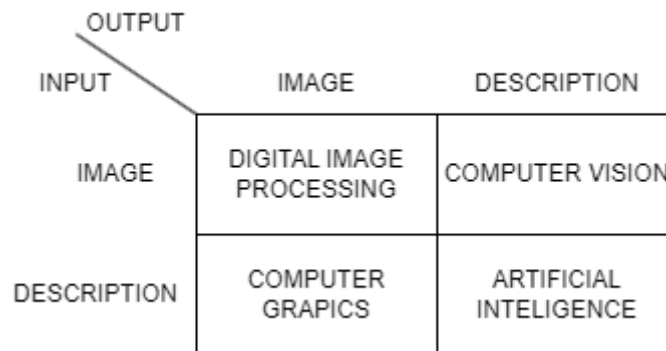 OUTPUT
INPUT
IMAGE
DESCRIPTION
IMAGE
DIGITAL IMAGE
PROCESSING
COMPUTER VISION
DESCRIPTION
COMPUTER
GRAPICS
ARTIFICIAL
INTELIGENCE